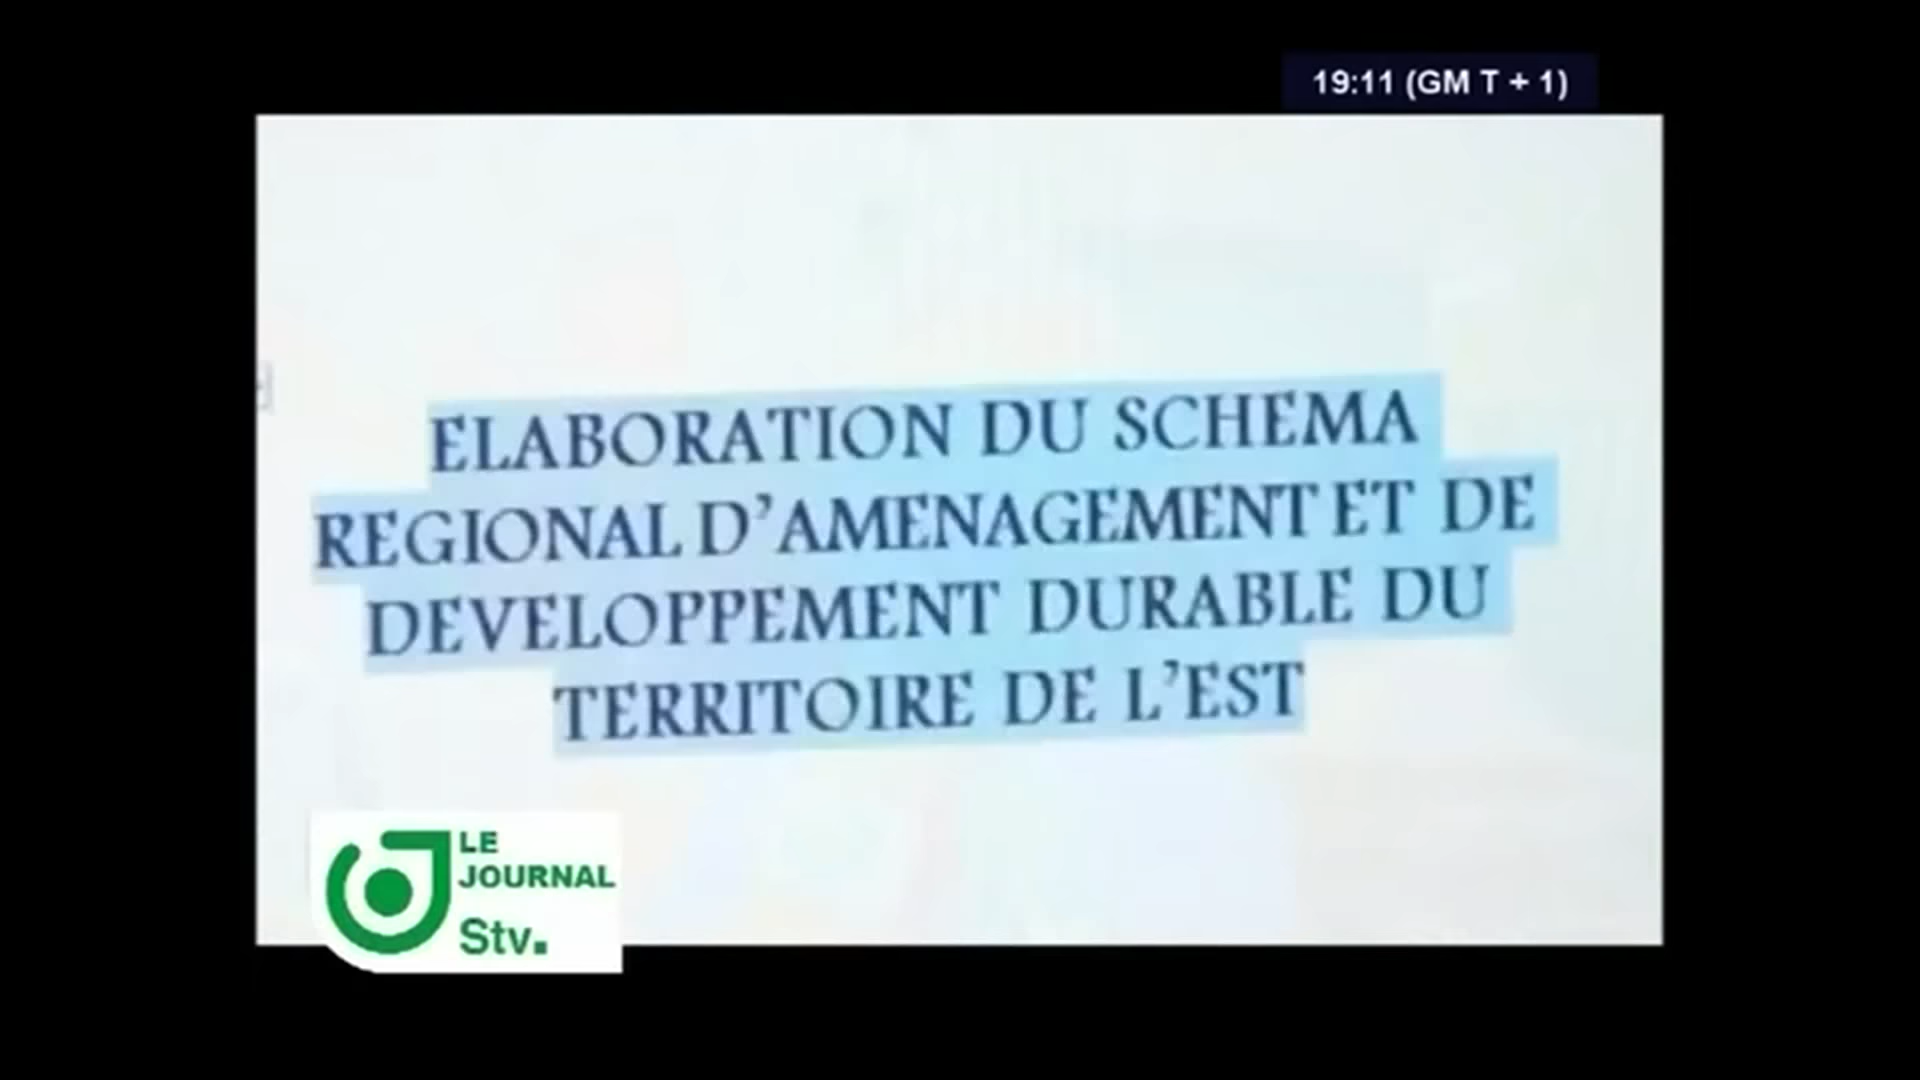 19:11 (GM T + 1)
ELABORATION DU SCHEMA
REGIONAL D'AMENAGEMENT ET DE
DEVELOPPEMENT DURABLE DU
TERRITOIRE DE L'EST
LE
JOURNAL
Stv.